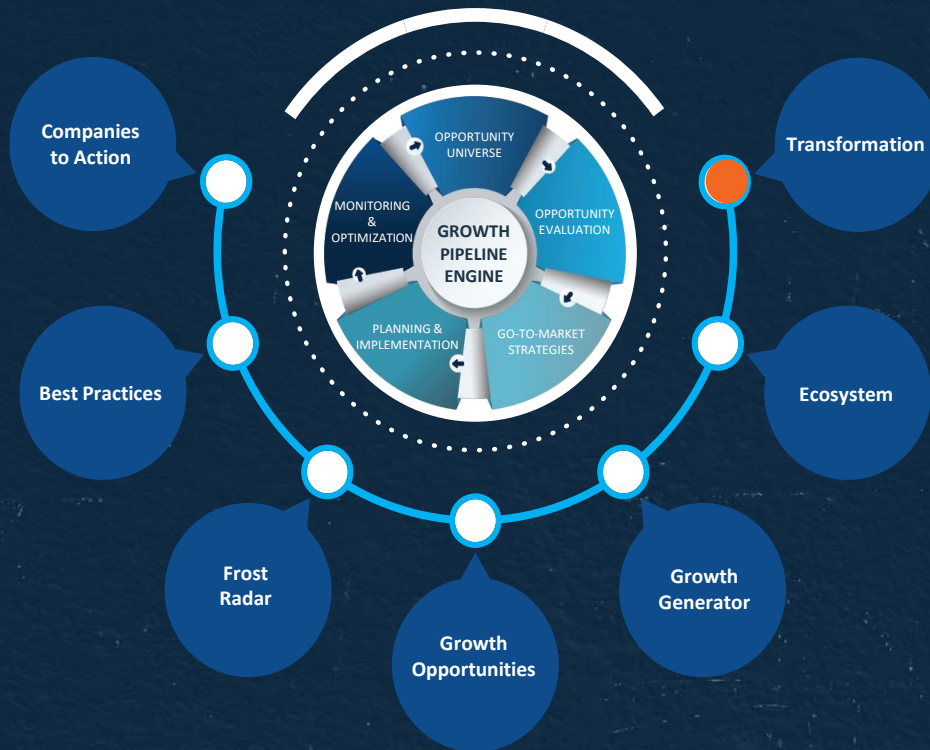 OPPORTUNITY
UNIVERSE
OPPORTUNITY
EVALUATION
GO-TO-MARKET
STRATEGIES
PLANNING &
IMPLEMENTATION
MONITORING
&
OPTIMIZATION
GROWTH
PIPELINE
ENGINE
Companies
to Action
Best Practices
Frost
Radar
Growth
Opportunities
Growth
Generator
Ecosystem
Transformation